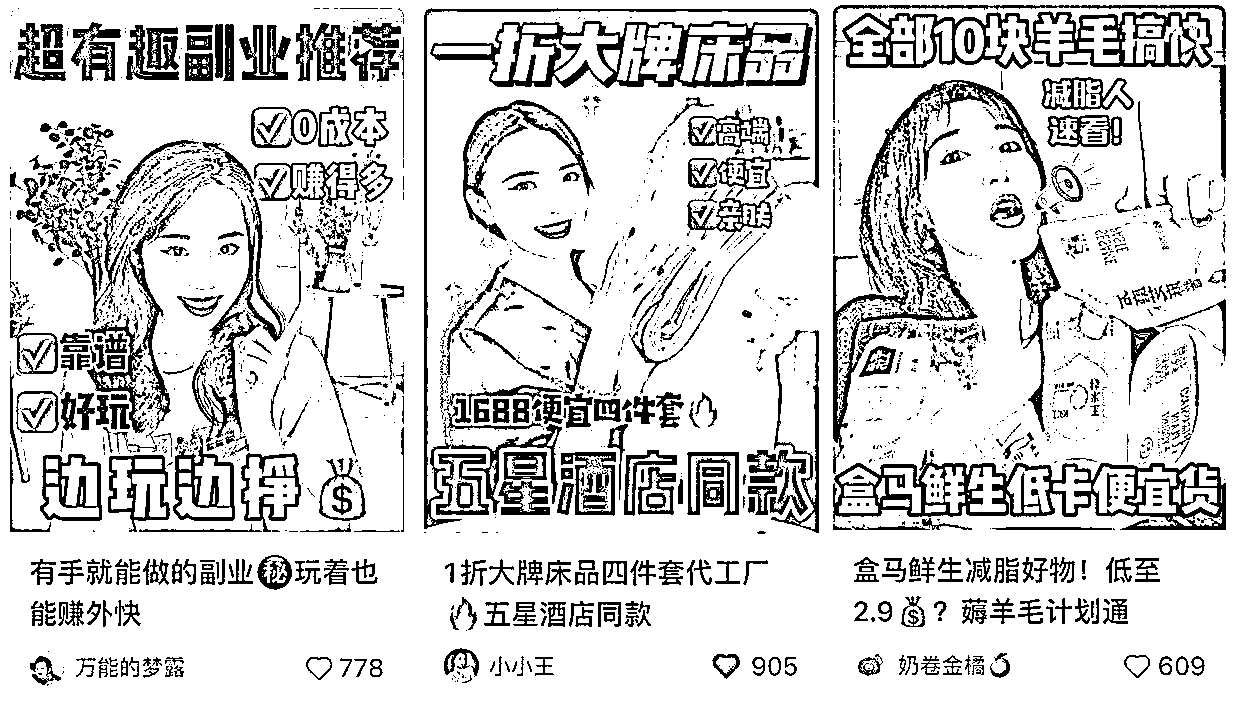 超有趣副业推荐
0成本
赚得多
靠谱
好玩
边玩边挣
有手就能做的副业㊙玩着也
能赚外快
万能的梦露
778
一折大牌床品
高端
便宜
亲肤
1688便宜四件套
五星酒店同款
1折大牌床品四件套代工厂
五星酒店同款
小小王
905
全部10块羊毛搞快
减脂人
速看!
盒马鲜生低卡便宜货
盒马鲜生减脂好物！低至
2.9💰？薅羊毛计划通
奶卷金橘
609